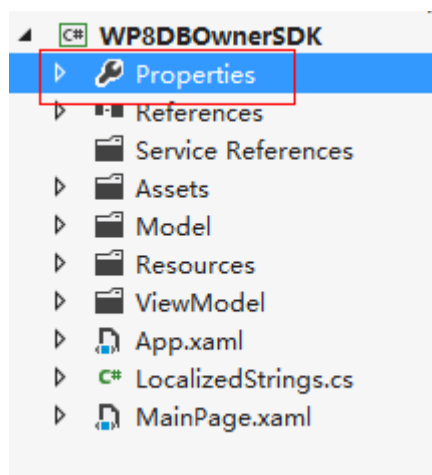 C# WP8DBOwnerSDK
Properties
References
Service References
Assets
Model
Resources
ViewModel
App.xaml
C# LocalizedStrings.cs
MainPage.xaml